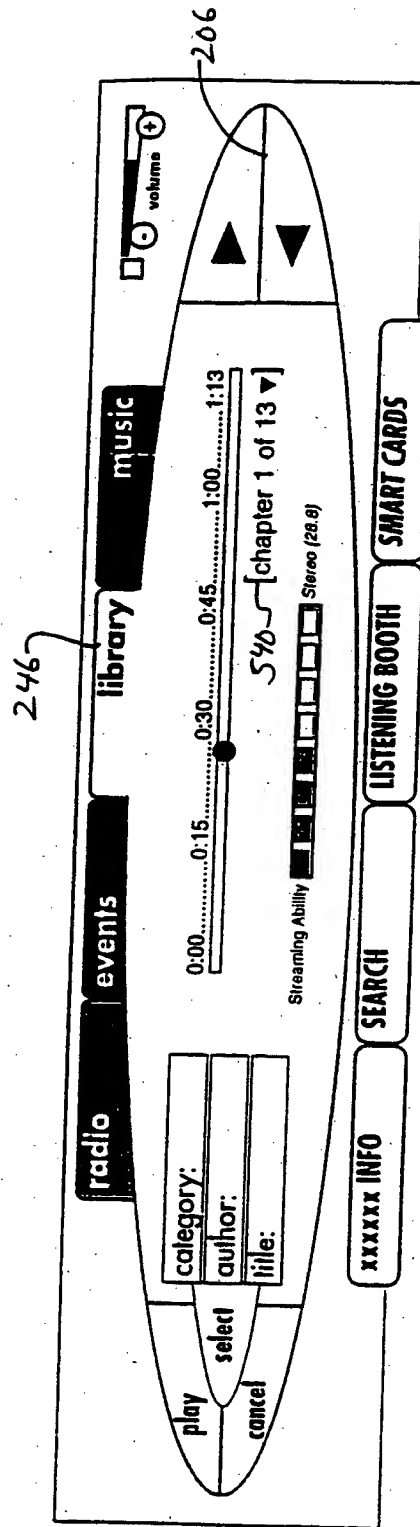 246
206
radio
events
library
music
- + volume
play
select
cancel
category:
author:
title:
0:00........0:15........0:30........0:45........1:00........1:13
540
[chapter 1 of 13 ▼]
Streaming Ability
Stereo (28.8)
xxxxxx INFO
SEARCH
LISTENING BOOTH
SMART CARDS